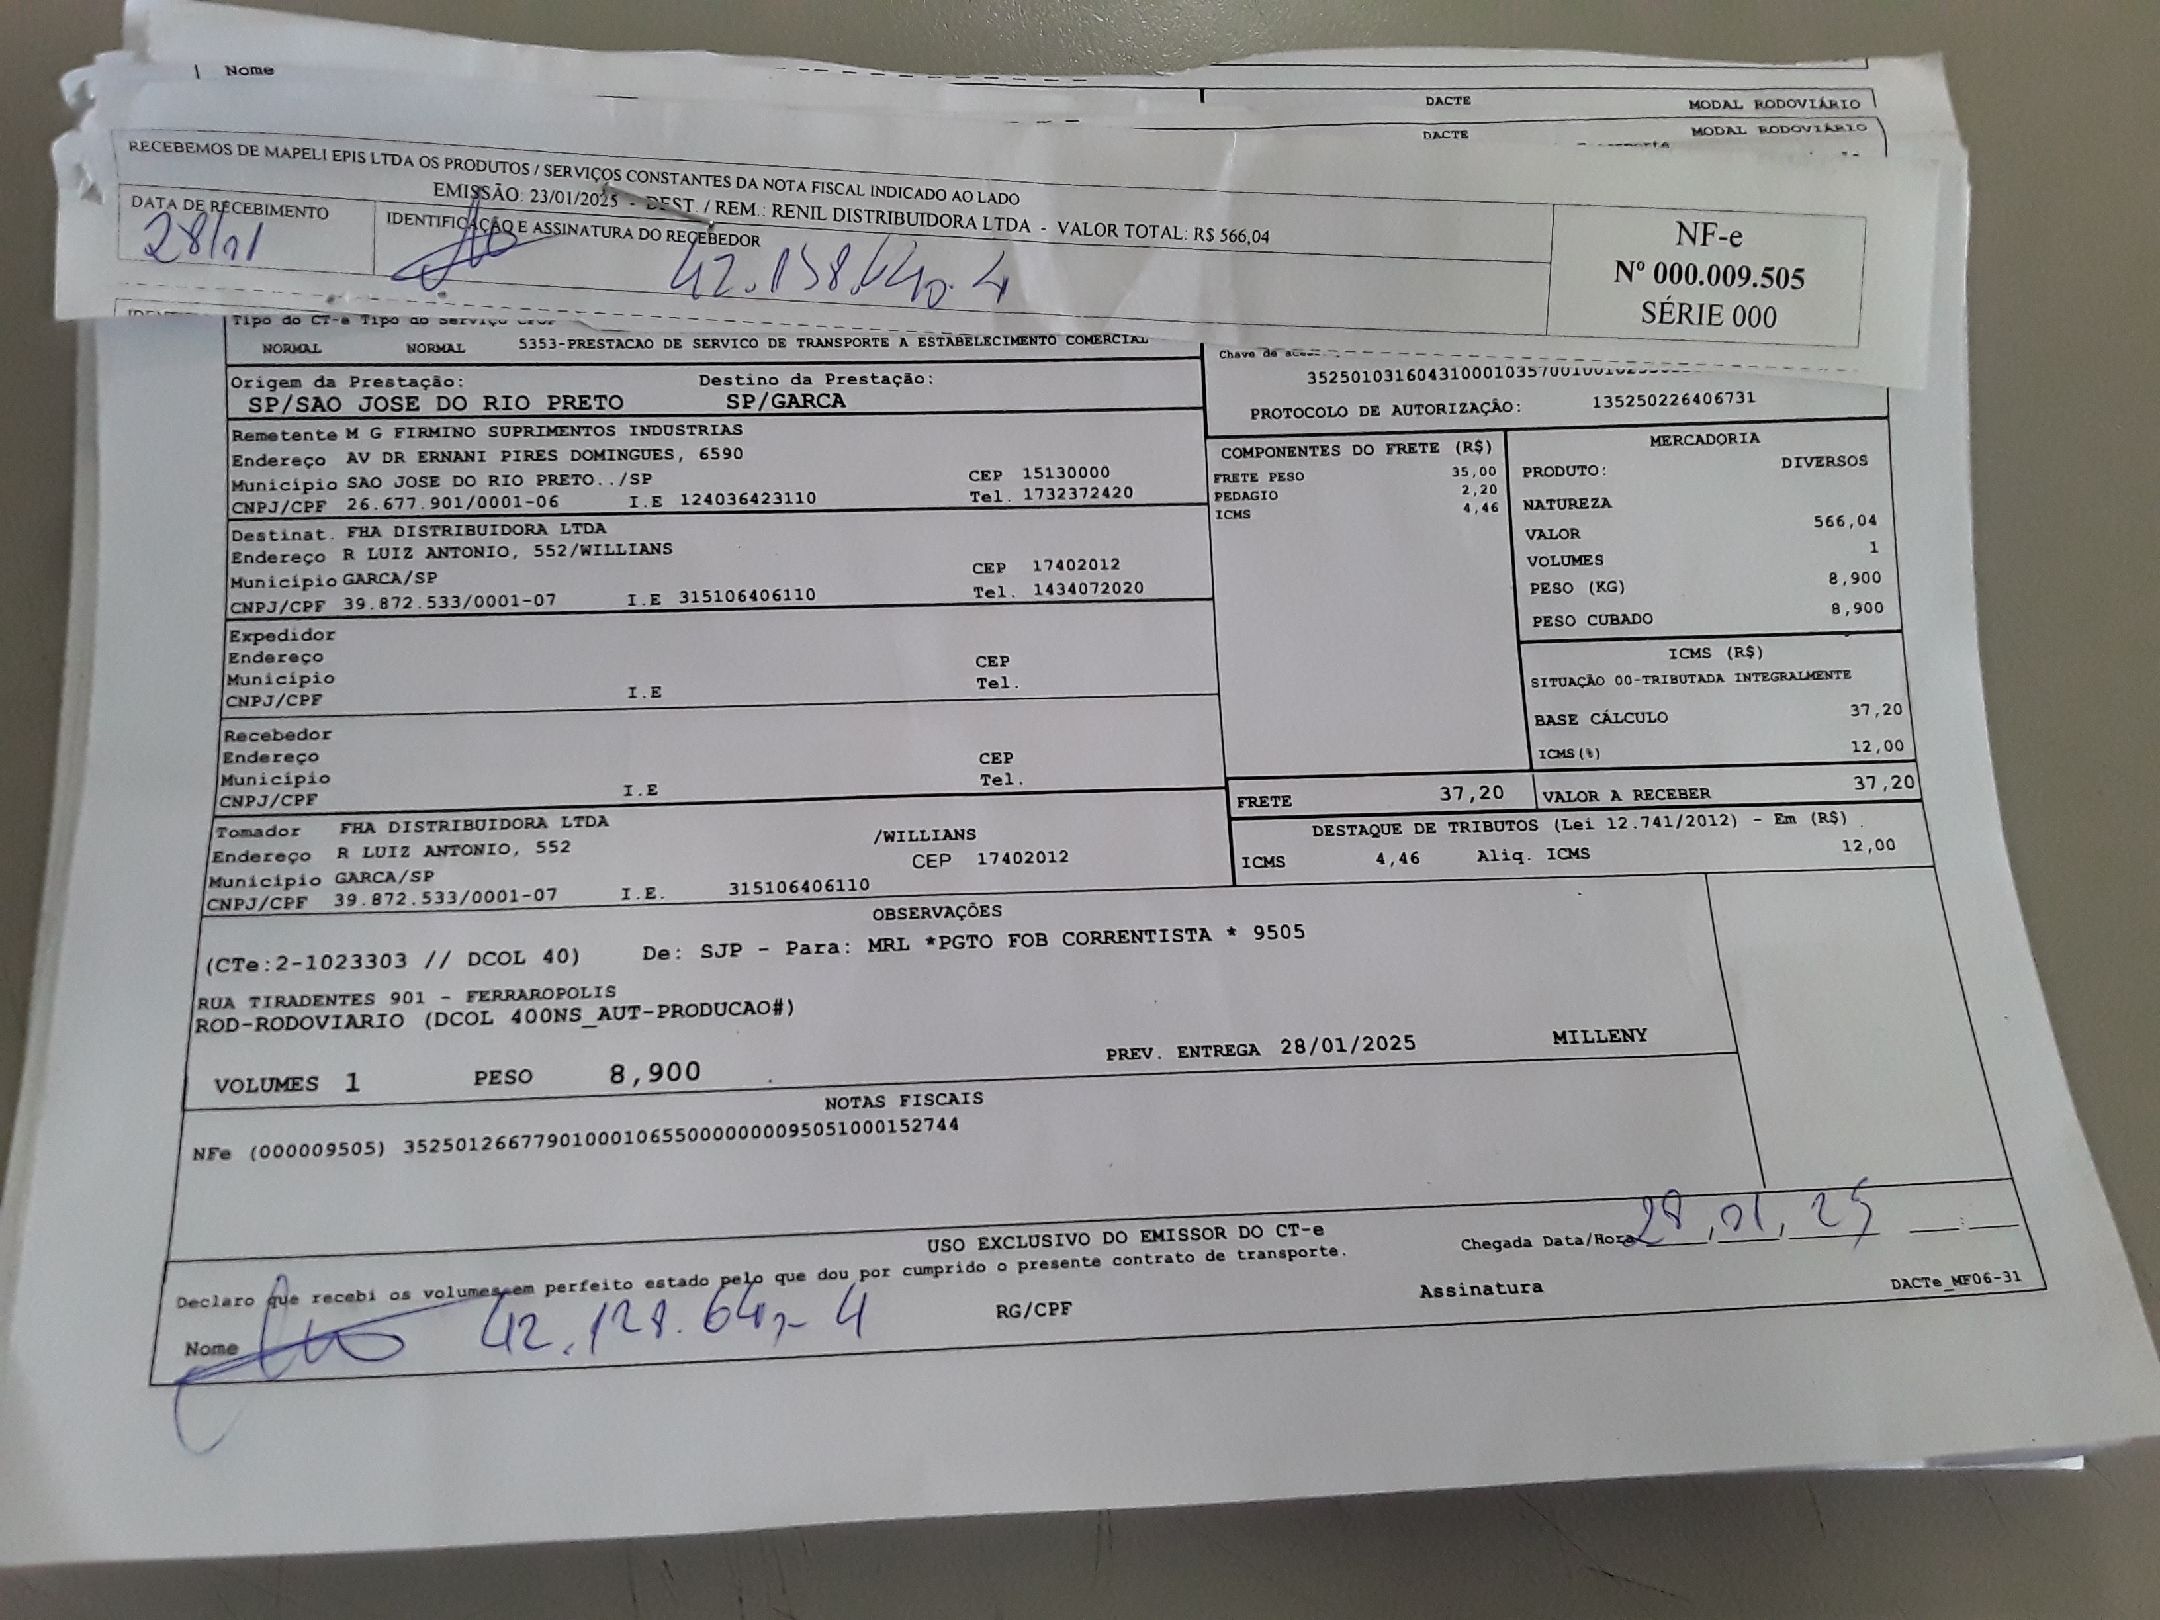 Nome
DACTE
MODAL RODOVIÁRIO
DACTE
MODAL RODOVIÁRIO
RECEBEMOS DE MAPELI EPIS LTDA OS PRODUTOS / SERVIÇOS CONSTANTES DA NOTA FISCAL INDICADO AO LADO
EMISSÃO: 23/01/2025 - DEST. / REM.: RENIL DISTRIBUIDORA LTDA - VALOR TOTAL: R$ 566,04
DATA DE RECEBIMENTO
28/01
IDENTIFICAÇÃO E ASSINATURA DO RECEBEDOR
NF-e
Nº 000.009.505
SÉRIE 000
Tipo do CT-e Tipo do Serviço CFOP
NORMAL NORMAL 5353-PRESTACAO DE SERVICO DE TRANSPORTE A ESTABELECIMENTO COMERCIAL
Origem da Prestação: Destino da Prestação:
SP/SAO JOSE DO RIO PRETO SP/GARCA
Chave de
PROTOCOLO DE AUTORIZAÇÂO: 135250226406731
Remetente M G FIRMINO SUPRIMENTOS INDUSTRIAS
Endereço AV DR ERNANI PIRES DOMINGUES, 6590
Município SAO JOSE DO RIO PRETO../SP CEP 15130000
CNPJ/CPF 26.677.901/0001-06 I.E 124036423110 Tel. 1732372420
Destinat. FHA DISTRIBUIDORA LTDA
Endereço R LUIZ ANTONIO, 552/WILLIANS
Município GARCA/SP CEP 17402012
CNPJ/CPF 39.872.533/0001-07 I.E 315106406110 Tel. 1434072020
Expedidor
Endereço
Município CEP
CNPJ/CPF I.E Tel.
Recebedor
Endereço CEP
Município Tel.
CNPJ/CPF I.E
Tomador FHA DISTRIBUIDORA LTDA
Endereço R LUIZ ANTONIO, 552 /WILLIANS
Município GARCA/SP CEP 17402012
CNPJ/CPF 39.872.533/0001-07 I.E. 315106406110
COMPONENTES DO FRETE (R$)
FRETE PESO 35,00
PEDAGIO 2,20
ICMS 4,46
MERCADORIA
PRODUTO: DIVERSOS
NATUREZA
VALOR 566,04
VOLUMES 1
PESO (KG) 8,900
PESO CUBADO 8,900
ICMS (R$)
SITUAÇÃO 00-TRIBUTADA INTEGRALMENTE
BASE CÁLCULO 37,20
ICMS(%) 12,00
FRETE 37,20 VALOR A RECEBER 37,20
DESTAQUE DE TRIBUTOS (Lei 12.741/2012) - Em (R$)
ICMS 4,46 Aliq. ICMS 12,00
OBSERVAÇÕES
(CTe:2-1023303 // DCOL 40) De: SJP - Para: MRL *PGTO FOB CORRENTISTA * 9505
RUA TIRADENTES 901 - FERRAROPOLIS
ROD-RODOVIARIO (DCOL 400NS_AUT-PRODUCAO#)
VOLUMES 1 PESO 8,900 PREV. ENTREGA 28/01/2025 MILLENY
NOTAS FISCAIS
NFe (000009505) 35250126677901000106550000000095051000152744
USO EXCLUSIVO DO EMISSOR DO CT-e
Declaro que recebi os volumes em perfeito estado pelo que dou por cumprido o presente contrato de transporte.
Chegada Data/Hora 28,01,25
Nome RG/CPF Assinatura
DACTe_MF06-31